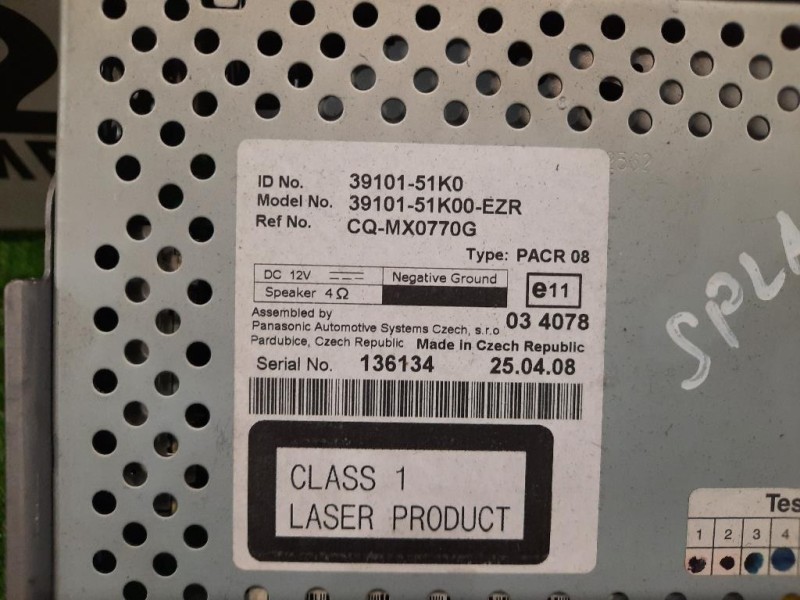 ID No. 39101-51K0
Model No. 39101-51K00-EZR
Ref No. CQ-MX0770G
Type: PACR 08
DC 12V Negative Ground
Speaker 4Ω
e11
Assembled by
Panasonic Automotive Systems Czech, s.r.o 03 4078
Pardubice, Czech Republic Made in Czech Republic
Serial No. 136134 25.04.08
CLASS 1
LASER PRODUCT
SPLA
Tes
1 2 3 4